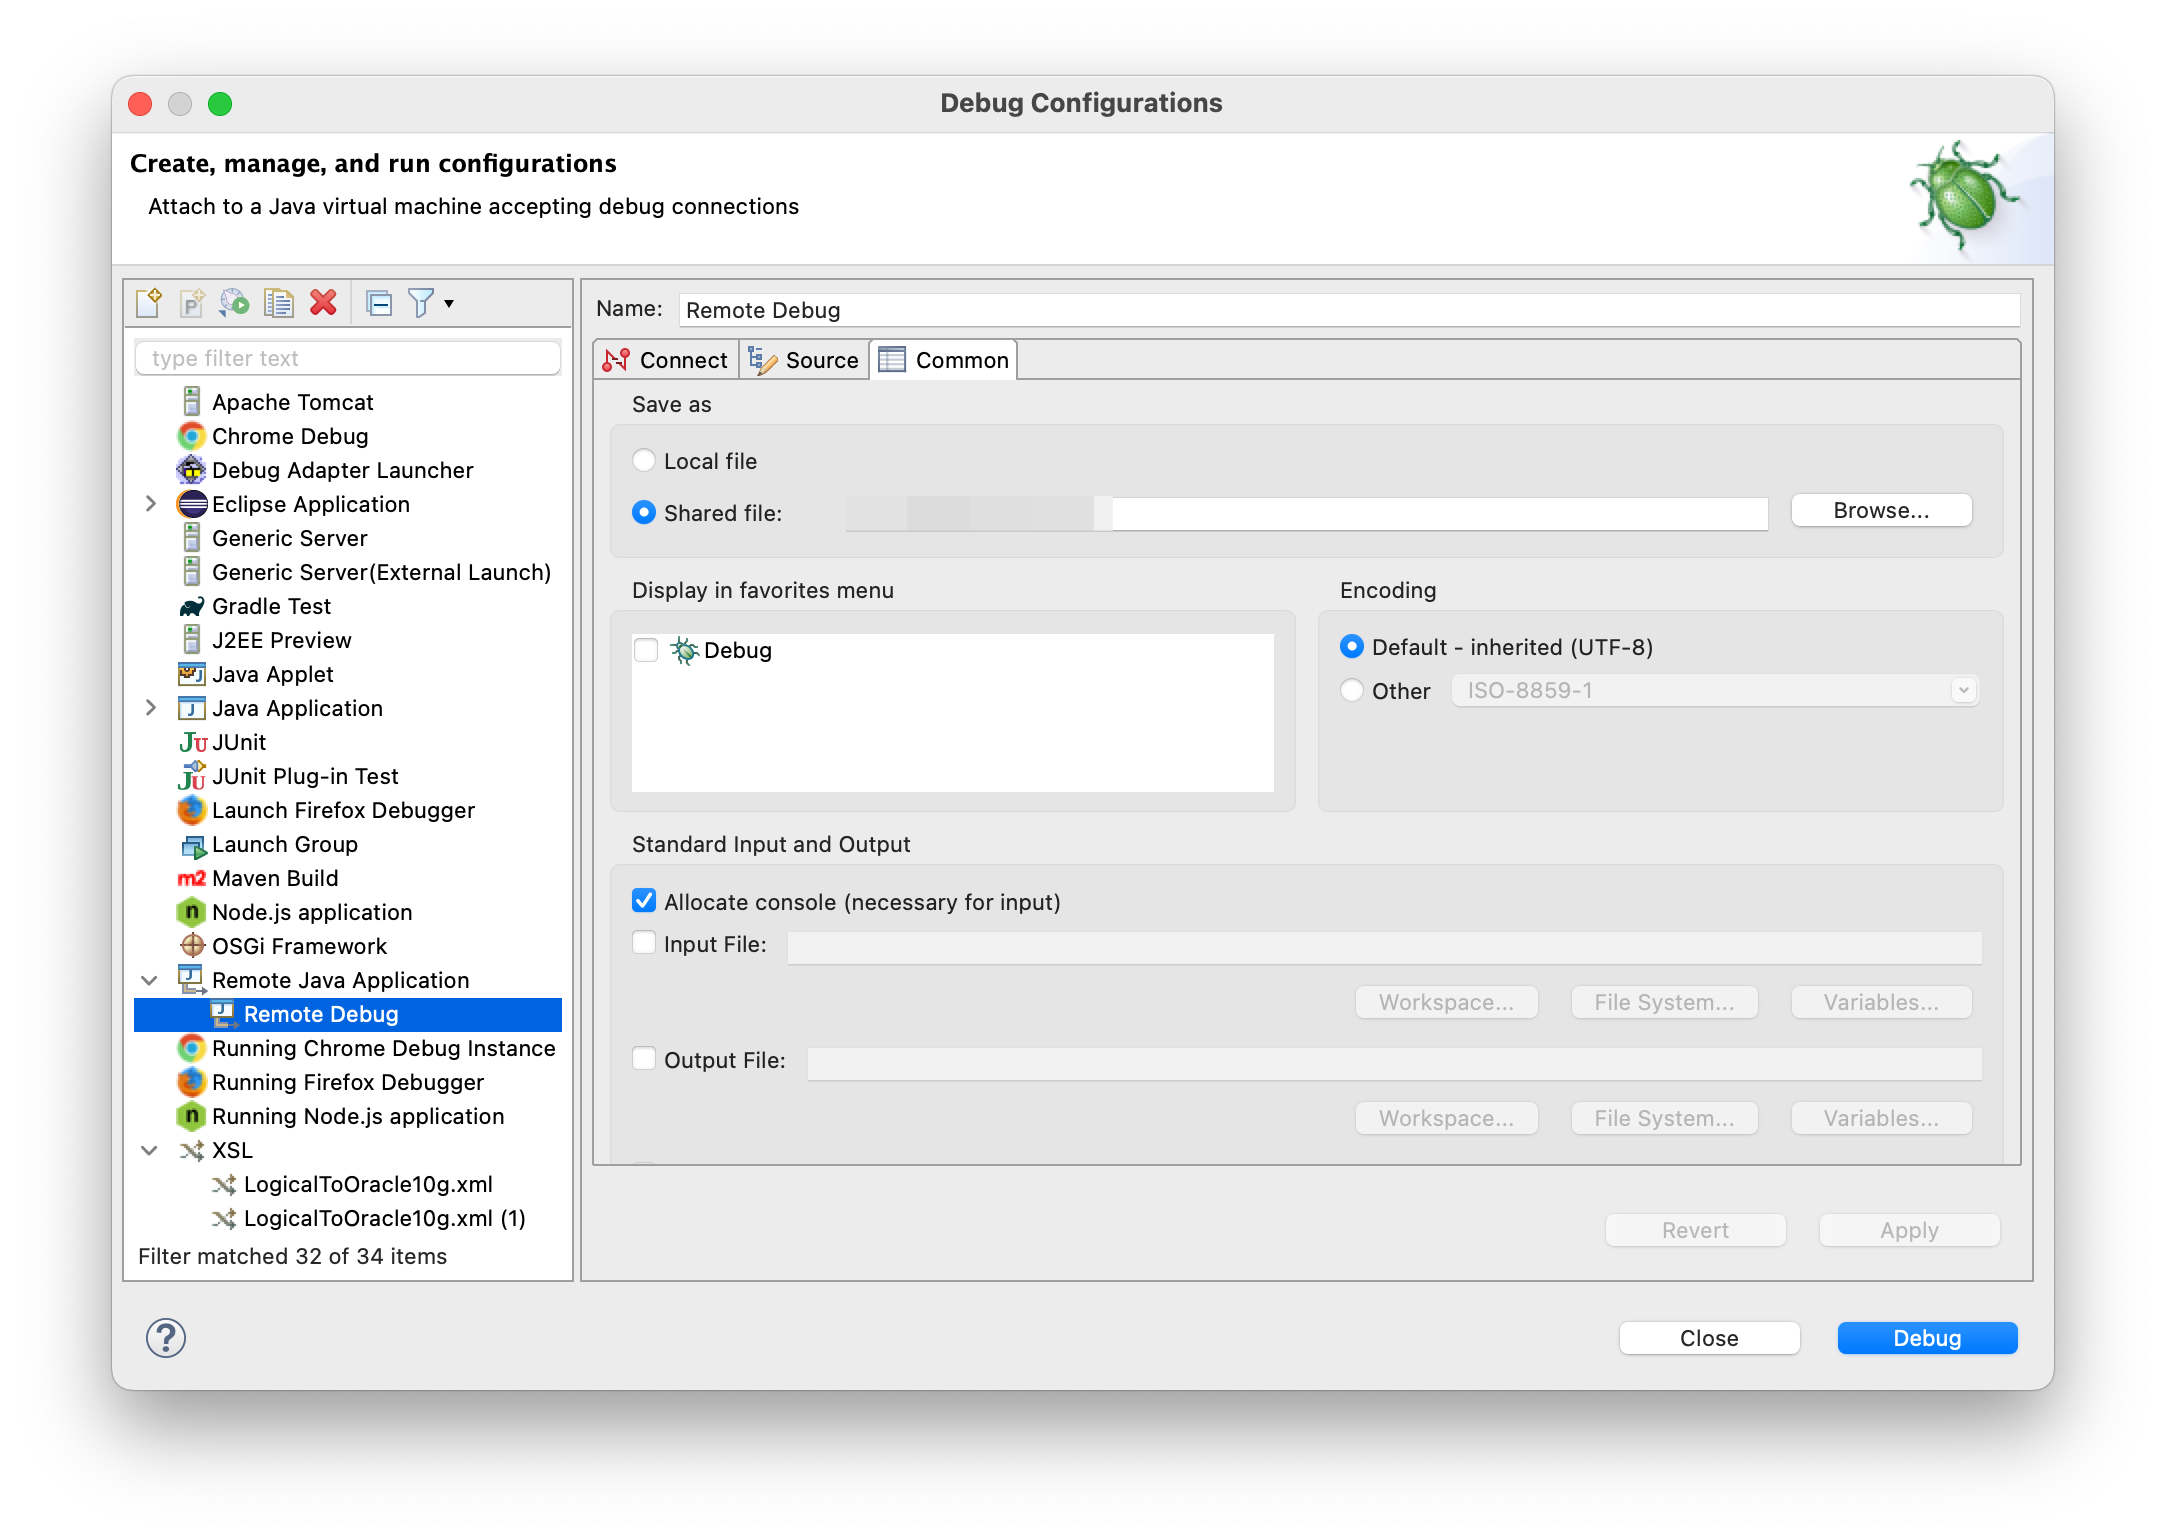 Debug Configurations
Create, manage, and run configurations
Attach to a Java virtual machine accepting debug connections
type filter text
Apache Tomcat
Chrome Debug
Debug Adapter Launcher
Eclipse Application
Generic Server
Generic Server(External Launch)
Gradle Test
J2EE Preview
Java Applet
Java Application
JUnit
JUnit Plug-in Test
Launch Firefox Debugger
Launch Group
Maven Build
Node.js application
OSGi Framework
Remote Java Application
Remote Debug
Running Chrome Debug Instance
Running Firefox Debugger
Running Node.js application
XSL
LogicalToOracle10g.xml
LogicalToOracle10g.xml (1)
Filter matched 32 of 34 items
Name: Remote Debug
Connect Source Common
Save as
Local file
Shared file: Browse...
Display in favorites menu
Debug
Encoding
Default - inherited (UTF-8)
Other ISO-8859-1
Standard Input and Output
Allocate console (necessary for input)
Input File:
Workspace... File System... Variables...
Output File:
Workspace... File System... Variables...
Revert Apply
Close Debug